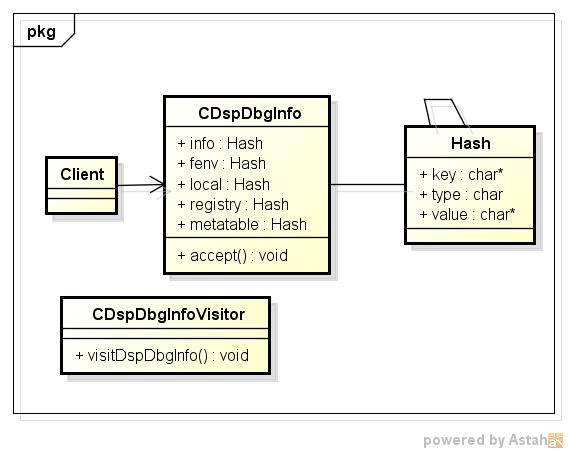 pkg
CDspDbgInfo
+ info : Hash
+ fenv : Hash
+ local : Hash
+ registry : Hash
+ metatable : Hash
+ accept() : void
Client
Hash
+ key : char*
+ type : char
+ value : char*
CDspDbgInfoVisitor
+ visitDspDbgInfo() : void
powered by Astah